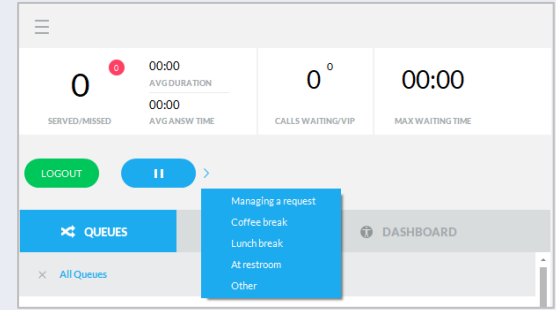 0 0
00:00
AVG DURATION
00:00
AVG ANSW TIME
SERVED/MISSED
0 0
CALLS WAITING/VIP
00:00
MAX WAITING TIME
LOGOUT
Managing a request
Coffee break
Lunch break
At restroom
Other
QUEUES
DASHBOARD
All Queues